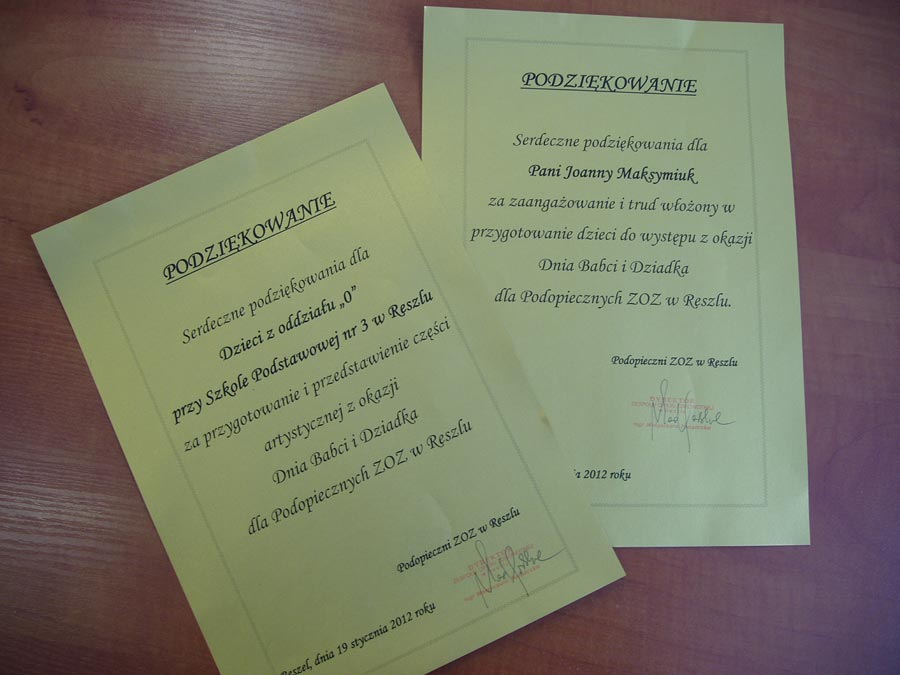 PODZIĘKOWANIE
Serdeczne podziękowania dla
Dzieci z oddziału „0”
przy Szkole Podstawowej nr 3 w Reszlu
za przygotowanie i przedstawienie części
artystycznej z okazji
Dnia Babci i Dziadka
dla Podopiecznych ZOZ w Reszlu
Podopieczni ZOZ w Reszlu
DYREKTOR
Reszel, dnia 19 stycznia 2012 roku
PODZIĘKOWANIE
Serdeczne podziękowania dla
Pani Joanny Maksymiuk
za zaangażowanie i trud włożony w
przygotowanie dzieci do występu z okazji
Dnia Babci i Dziadka
dla Podopiecznych ZOZ w Reszlu.
Podopieczni ZOZ w Reszlu
DYREKTOR
2012 roku